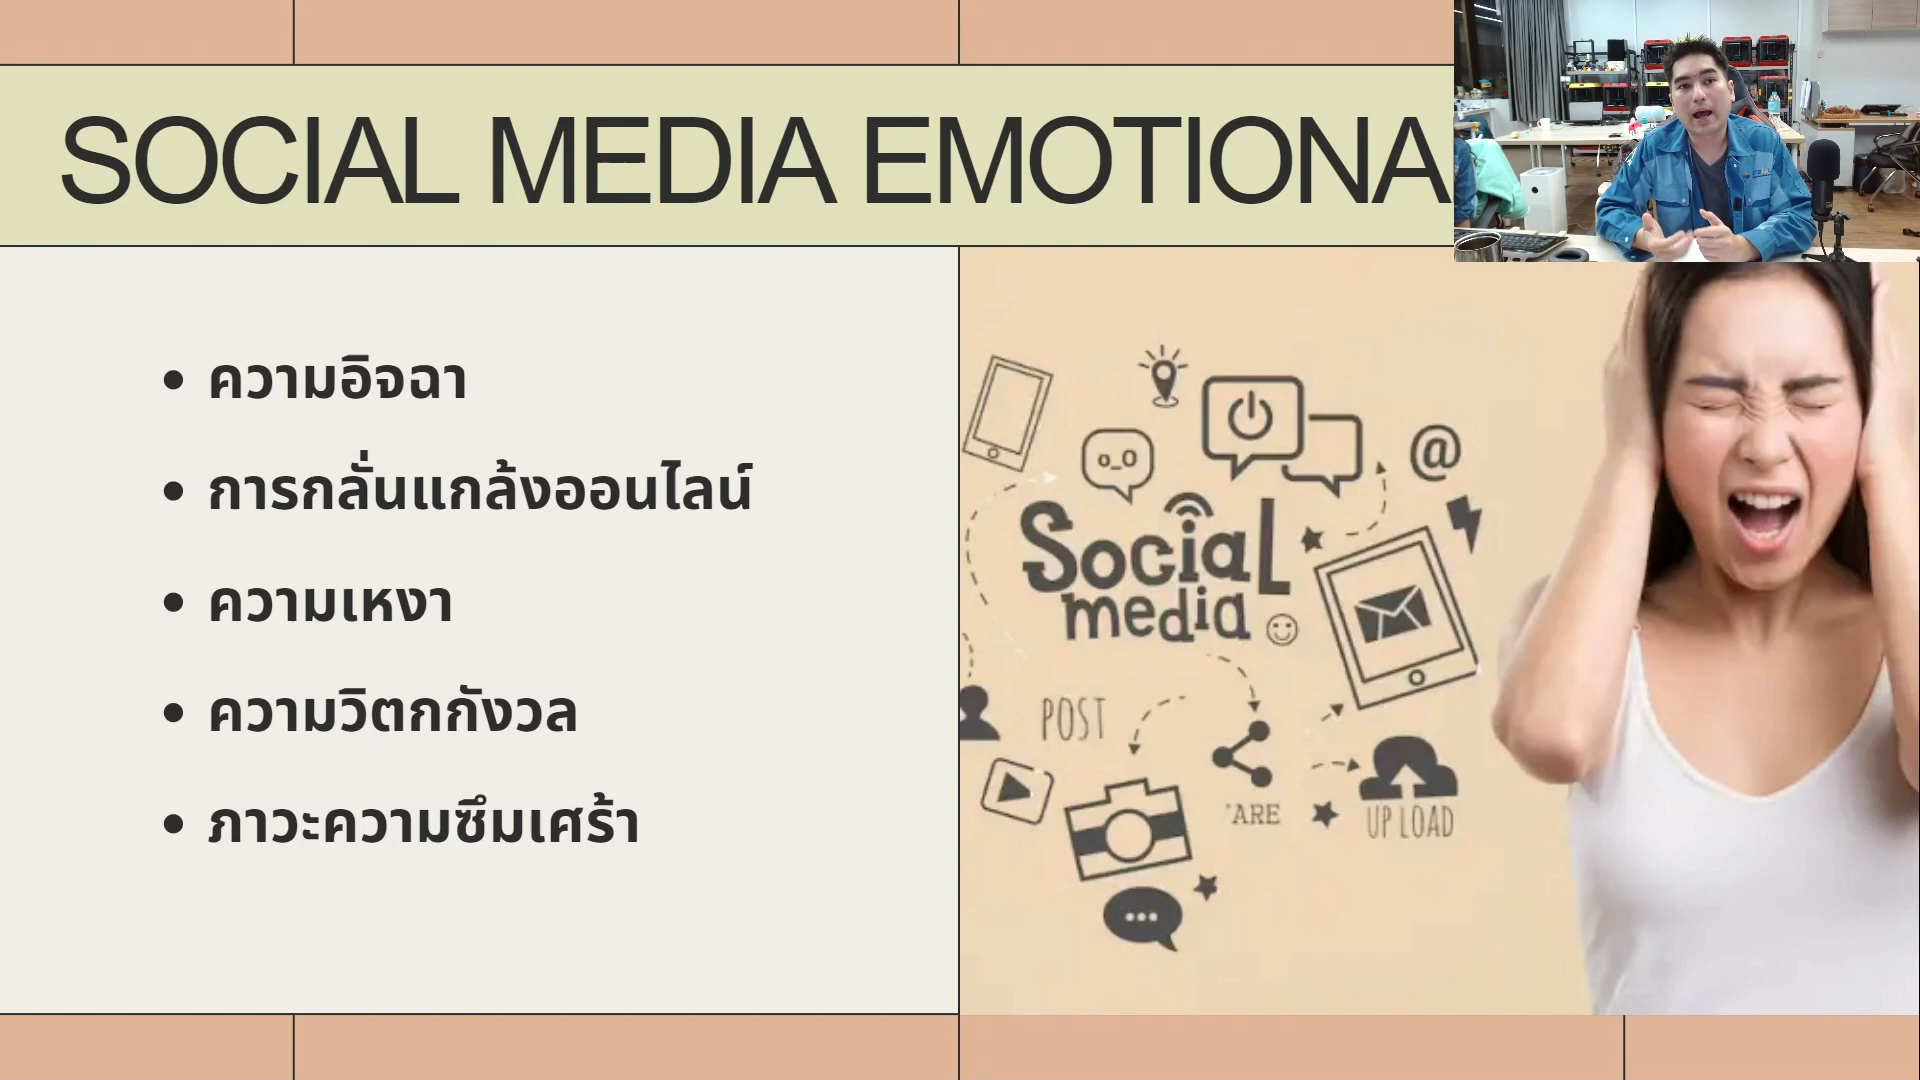 SOCIAL MEDIA EMOTIONA
ความอิจฉา
การกลั่นแกล้งออนไลน์
ความเหงา
ความวิตกกังวล
ภาวะความซึมเศร้า
@
Social
media
POST
ARE
UPLOAD